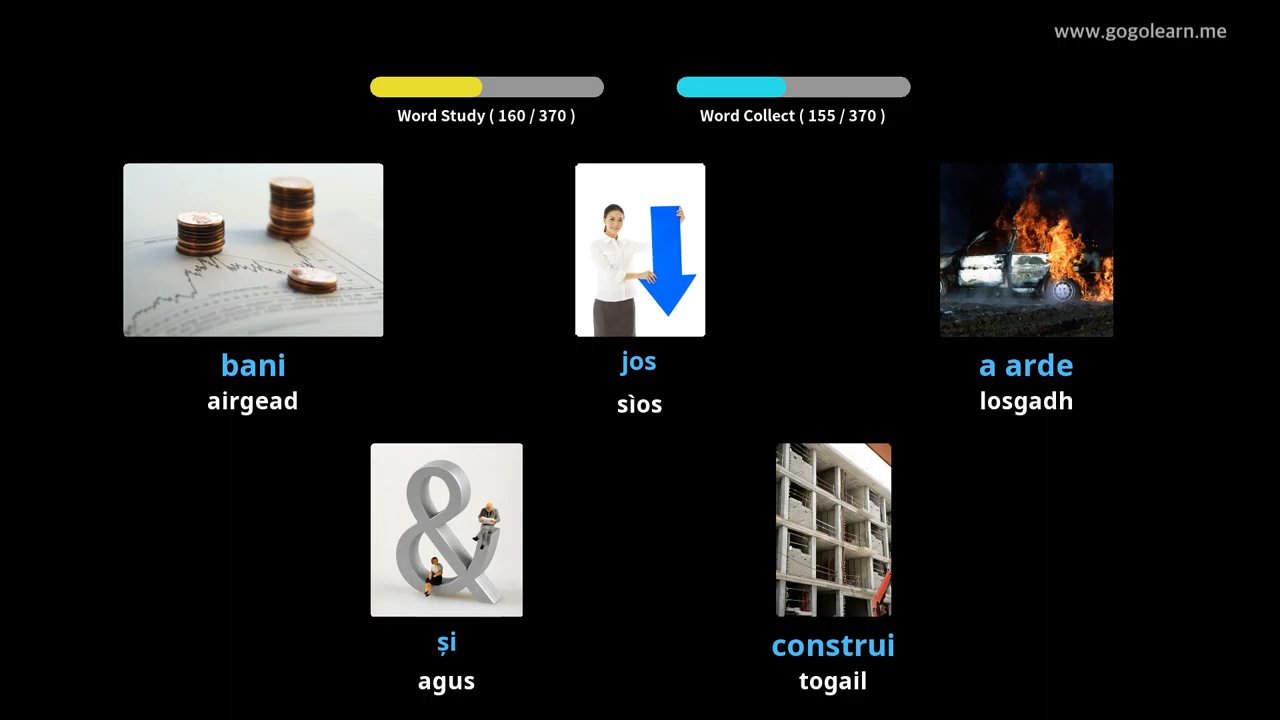 www.gogolearn.me
Word Study ( 160 / 370 )
Word Collect ( 155 / 370 )
bani
airgead
jos
sìos
a arde
losgadh
și
agus
construi
togail